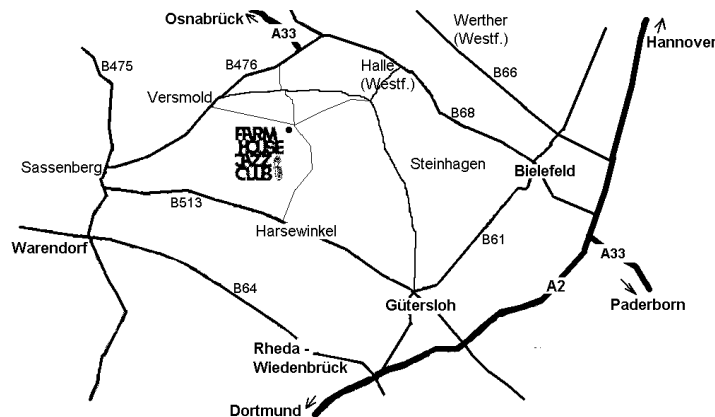 Osnabrück
A33
Werther
(Westf.)
Hannover
B475
B476
Halle
(Westf.)
B66
Versmold
B68
FARM
HOUSE
JAZZ
CLUB
Sassenberg
Steinhagen
Bielefeld
B513
Harsewinkel
Warendorf
B61
A33
B64
A2
Gütersloh
Paderborn
Rheda -
Wiedenbrück
Dortmund